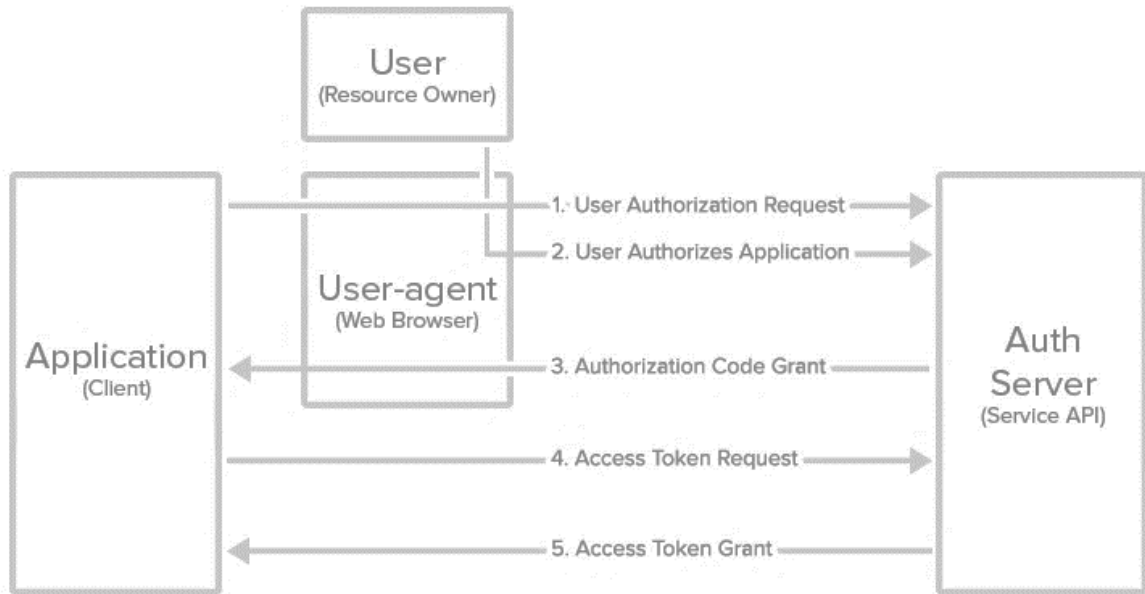 User
(Resource Owner)
1. User Authorization Request
2. User Authorizes Application
User-agent
(Web Browser)
Application
(Client)
3. Authorization Code Grant
Auth
Server
(Service API)
4. Access Token Request
5. Access Token Grant